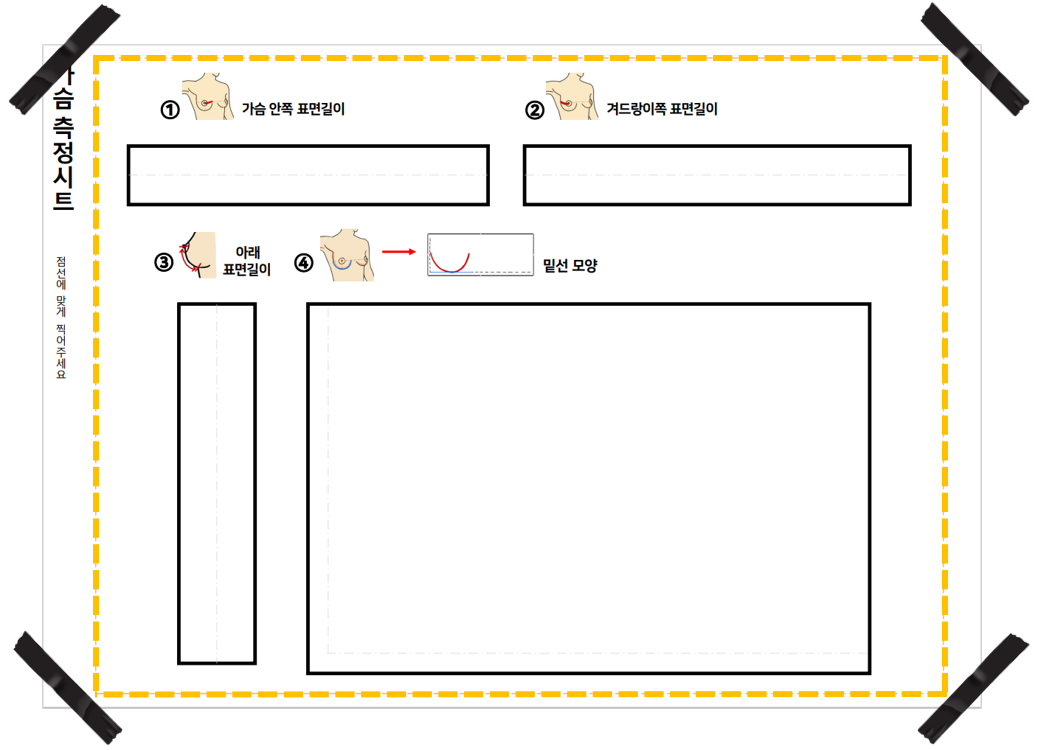 슴 측정시트
점선에 맞게 찍어주세요
① 가슴 안쪽 표면길이
② 겨드랑이쪽 표면길이
③ 아래
표면길이
④ 밑선 모양